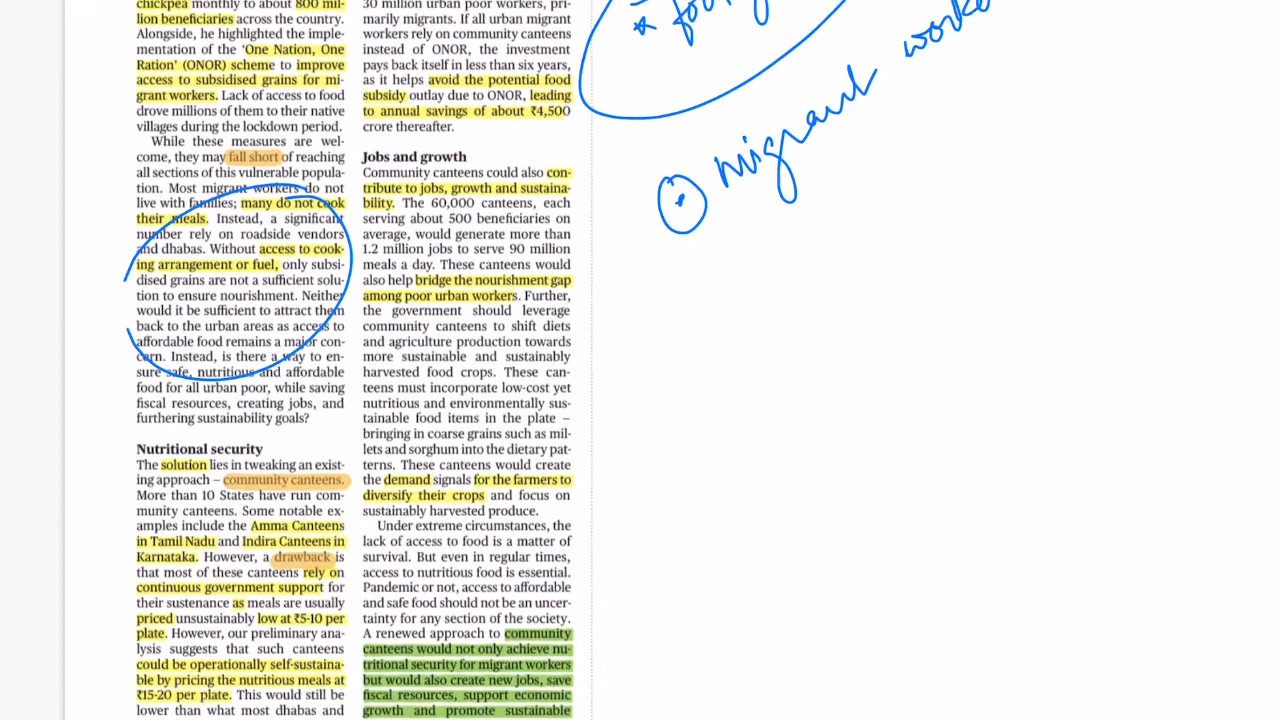 chickpea monthly to about 800 mil-
lion beneficiaries across the country.
Alongside, he highlighted the imple-
mentation of the ‘One Nation, One
Ration’ (ONOR) scheme to improve
access to subsidised grains for mi-
grant workers. Lack of access to food
drove millions of them to their native
villages during the lockdown period.
While these measures are wel-
come, they may fall short of reaching
all sections of this vulnerable popula-
tion. Most migrant workers do not
live with families; many do not cook
their meals. Instead, a significant
number rely on roadside vendors
and dhabas. Without access to cook-
ing arrangement or fuel, only subsi-
dised grains are not a sufficient solu-
tion to ensure nourishment. Neither
would it be sufficient to attract them
back to the urban areas as access to
affordable food remains a major con-
cern. Instead, is there a way to en-
sure safe, nutritious and affordable
food for all urban poor, while saving
fiscal resources, creating jobs, and
furthering sustainability goals?
Nutritional security
The solution lies in tweaking an exist-
ing approach – community canteens.
More than 10 States have run com-
munity canteens. Some notable ex-
amples include the Amma Canteens
in Tamil Nadu and Indira Canteens in
Karnataka. However, a drawback is
that most of these canteens rely on
continuous government support for
their sustenance as meals are usually
priced unsustainably low at ₹5-10 per
plate. However, our preliminary ana-
lysis suggests that such canteens
could be operationally self-sustaina-
ble by pricing the nutritious meals at
₹15-20 per plate. This would still be
lower than what most dhabas and
30 million urban poor workers, pri-
marily migrants. If all urban migrant
workers rely on community canteens
instead of ONOR, the investment
pays back itself in less than six years,
as it helps avoid the potential food
subsidy outlay due to ONOR, leading
to annual savings of about ₹4,500
crore thereafter.
Jobs and growth
Community canteens could also con-
tribute to jobs, growth and sustaina-
bility. The 60,000 canteens, each
serving about 500 beneficiaries on
average, would generate more than
1.2 million jobs to serve 90 million
meals a day. These canteens would
also help bridge the nourishment gap
among poor urban workers. Further,
the government should leverage
community canteens to shift diets
and agriculture production towards
more sustainable and sustainably
harvested food crops. These can-
teens must incorporate low-cost yet
nutritious and environmentally sus-
tainable food items in the plate –
bringing in coarse grains such as mil-
lets and sorghum into the dietary pat-
terns. These canteens would create
the demand signals for the farmers to
diversify their crops and focus on
sustainably harvested produce.
Under extreme circumstances, the
lack of access to food is a matter of
survival. But even in regular times,
access to nutritious food is essential.
Pandemic or not, access to affordable
and safe food should not be an uncer-
tainty for any section of the society.
A renewed approach to community
canteens would not only achieve nu-
tritional security for migrant workers
but would also create new jobs, save
fiscal resources, support economic
growth and promote sustainable
migrant